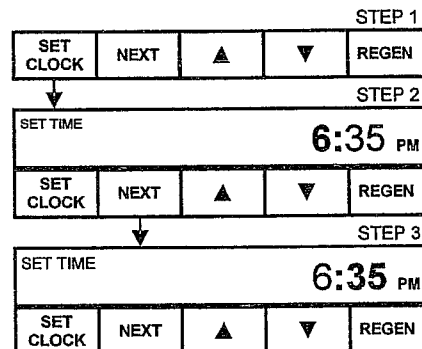 STEP 1
SET CLOCK NEXT ▲ ▼ REGEN
STEP 2
SET TIME
6:35 PM
SET CLOCK NEXT ▲ ▼ REGEN
STEP 3
SET TIME
6:35 PM
SET CLOCK NEXT ▲ ▼ REGEN